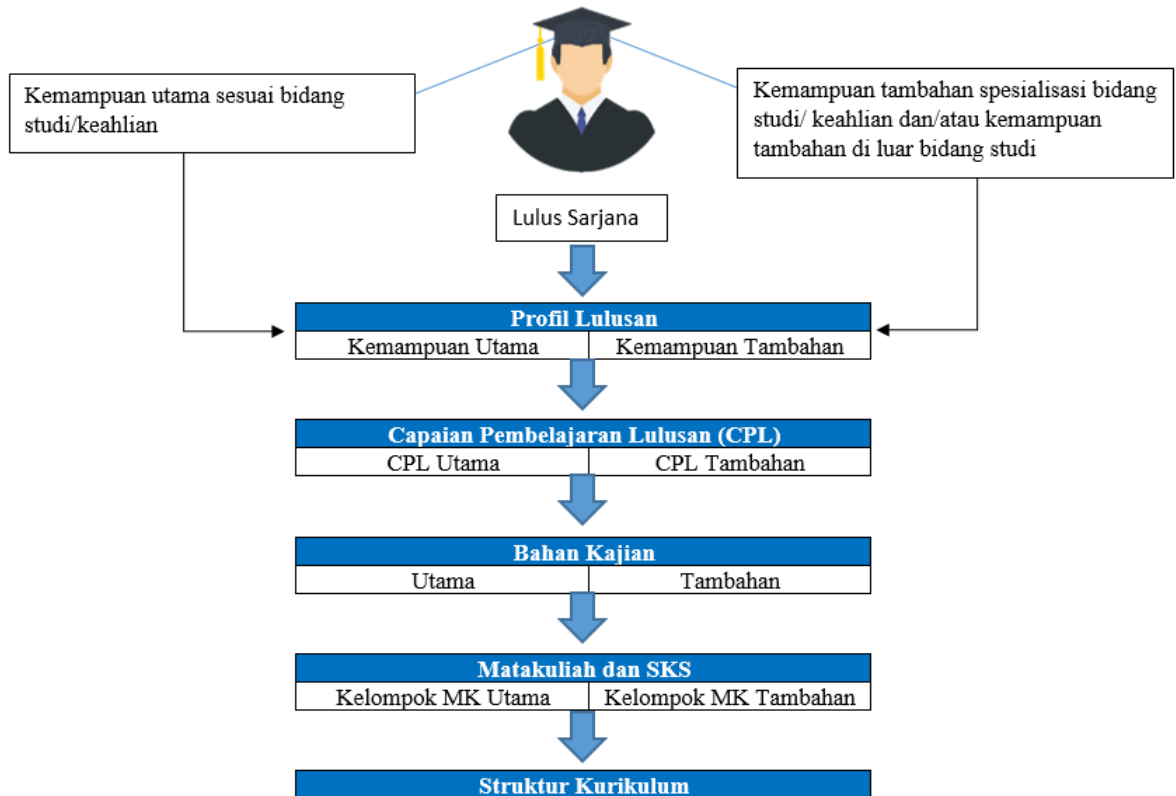 Kemampuan utama sesuai bidang
studi/keahlian
Kemampuan tambahan spesialisasi bidang
studi/ keahlian dan/atau kemampuan
tambahan di luar bidang studi
Lulus Sarjana
Profil Lulusan
Kemampuan Utama Kemampuan Tambahan
Capaian Pembelajaran Lulusan (CPL)
CPL Utama CPL Tambahan
Bahan Kajian
Utama Tambahan
Matakuliah dan SKS
Kelompok MK Utama Kelompok MK Tambahan
Struktur Kurikulum